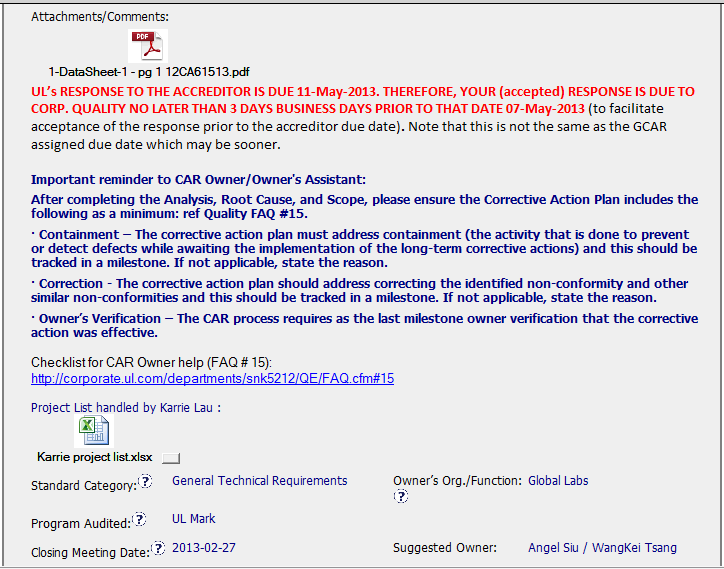 Attachments/Comments:
PDF
1-DataSheet-1 - pg 1 12CA61513.pdf
UL's RESPONSE TO THE ACCREDITOR IS DUE 11-May-2013. THEREFORE, YOUR (accepted) RESPONSE IS DUE TO
CORP. QUALITY NO LATER THAN 3 DAYS BUSINESS DAYS PRIOR TO THAT DATE 07-May-2013 (to facilitate
acceptance of the response prior to the accreditor due date). Note that this is not the same as the GCAR
assigned due date which may be sooner.
Important reminder to CAR Owner/Owner's Assistant:
After completing the Analysis, Root Cause, and Scope, please ensure the Corrective Action Plan includes the
following as a minimum: ref Quality FAQ #15.
· Containment – The corrective action plan must address containment (the activity that is done to prevent
or detect defects while awaiting the implementation of the long-term corrective actions) and this should be
tracked in a milestone. If not applicable, state the reason.
· Correction - The corrective action plan should address correcting the identified non-conformity and other
similar non-conformities and this should be tracked in a milestone. If not applicable, state the reason.
· Owner's Verification – The CAR process requires as the last milestone owner verification that the corrective
action was effective.
Checklist for CAR Owner help (FAQ # 15):
http://corporate.ul.com/departments/snk5212/QE/FAQ.cfm#15
Project List handled by Karrie Lau :
Karrie project list.xlsx
Standard Category: ? General Technical Requirements Owner's Org./Function: Global Labs
?
Program Audited: ? UL Mark
Closing Meeting Date: ? 2013-02-27 Suggested Owner: Angel Siu / WangKei Tsang